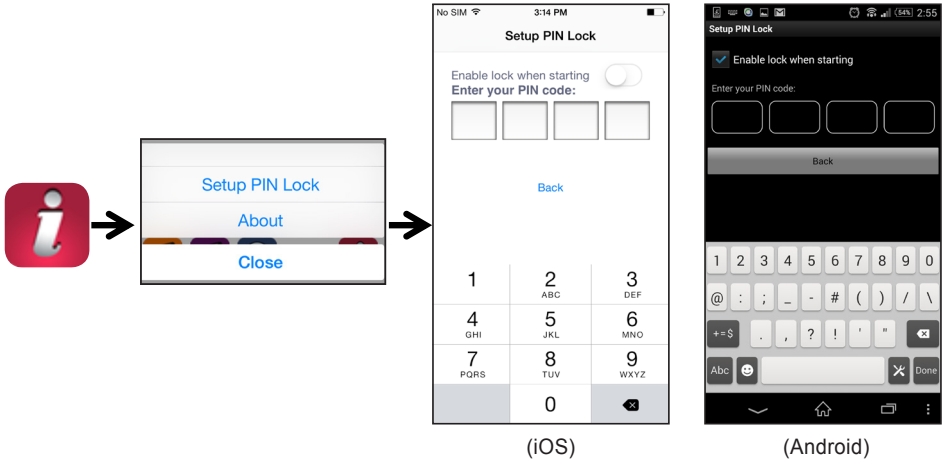 i
Setup PIN Lock
About
Close
No SIM 3:14 PM
Setup PIN Lock
Enable lock when starting
Enter your PIN code:
Back
1 2 3
ABC DEF
4 5 6
GHI JKL MNO
7 8 9
PQRS TUV WXYZ
0
(iOS)
54% 2:55
Setup PIN Lock
Enable lock when starting
Enter your PIN code:
Back
1 2 3 4 5 6 7 8 9 0
@ : ; _ - # ( ) / \
+=$ . , ? ! ' "
Abc Done
(Android)